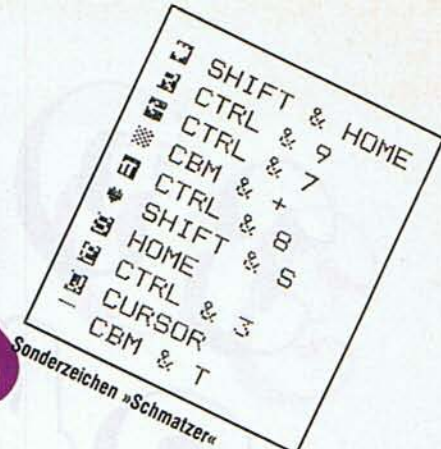 SHIFT & HOME
CTRL & 9
CTRL & 7
CBM & +
CTRL & 8
SHIFT & S
HOME
CTRL & 3
CURSOR
CBM & T
Sonderzeichen »Schmatzer«